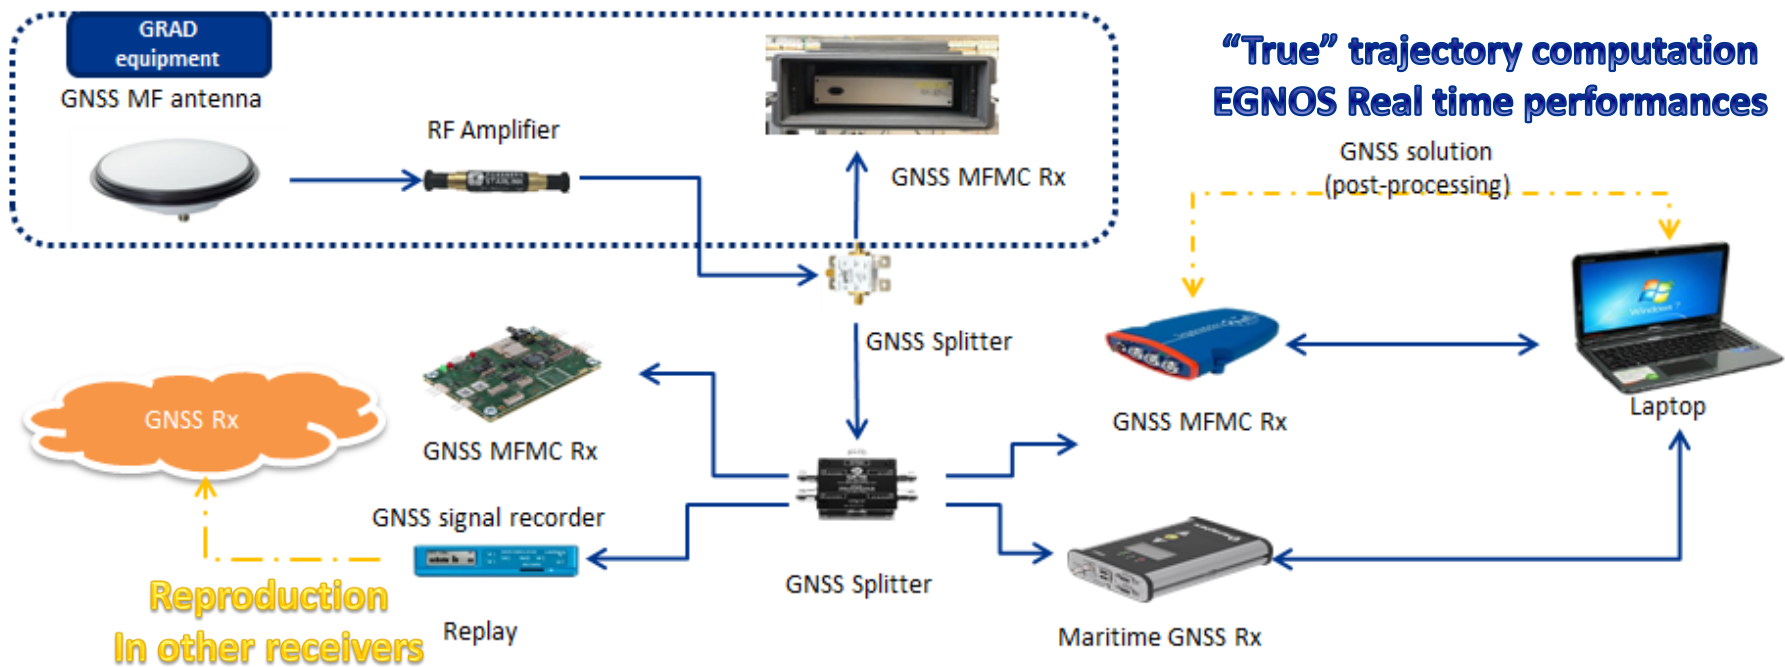 GRAD
equipment
GNSS MF antenna
RF Amplifier
GNSS MFMC Rx
“True” trajectory computation
EGNOS Real time performances
GNSS solution
(post-processing)
GNSS Splitter
Windows 7
Laptop
GNSS MFMC Rx
GNSS Rx
GNSS MFMC Rx
GNSS signal recorder
GNSS Splitter
Maritime GNSS Rx
Replay
Reproduction
In other receivers